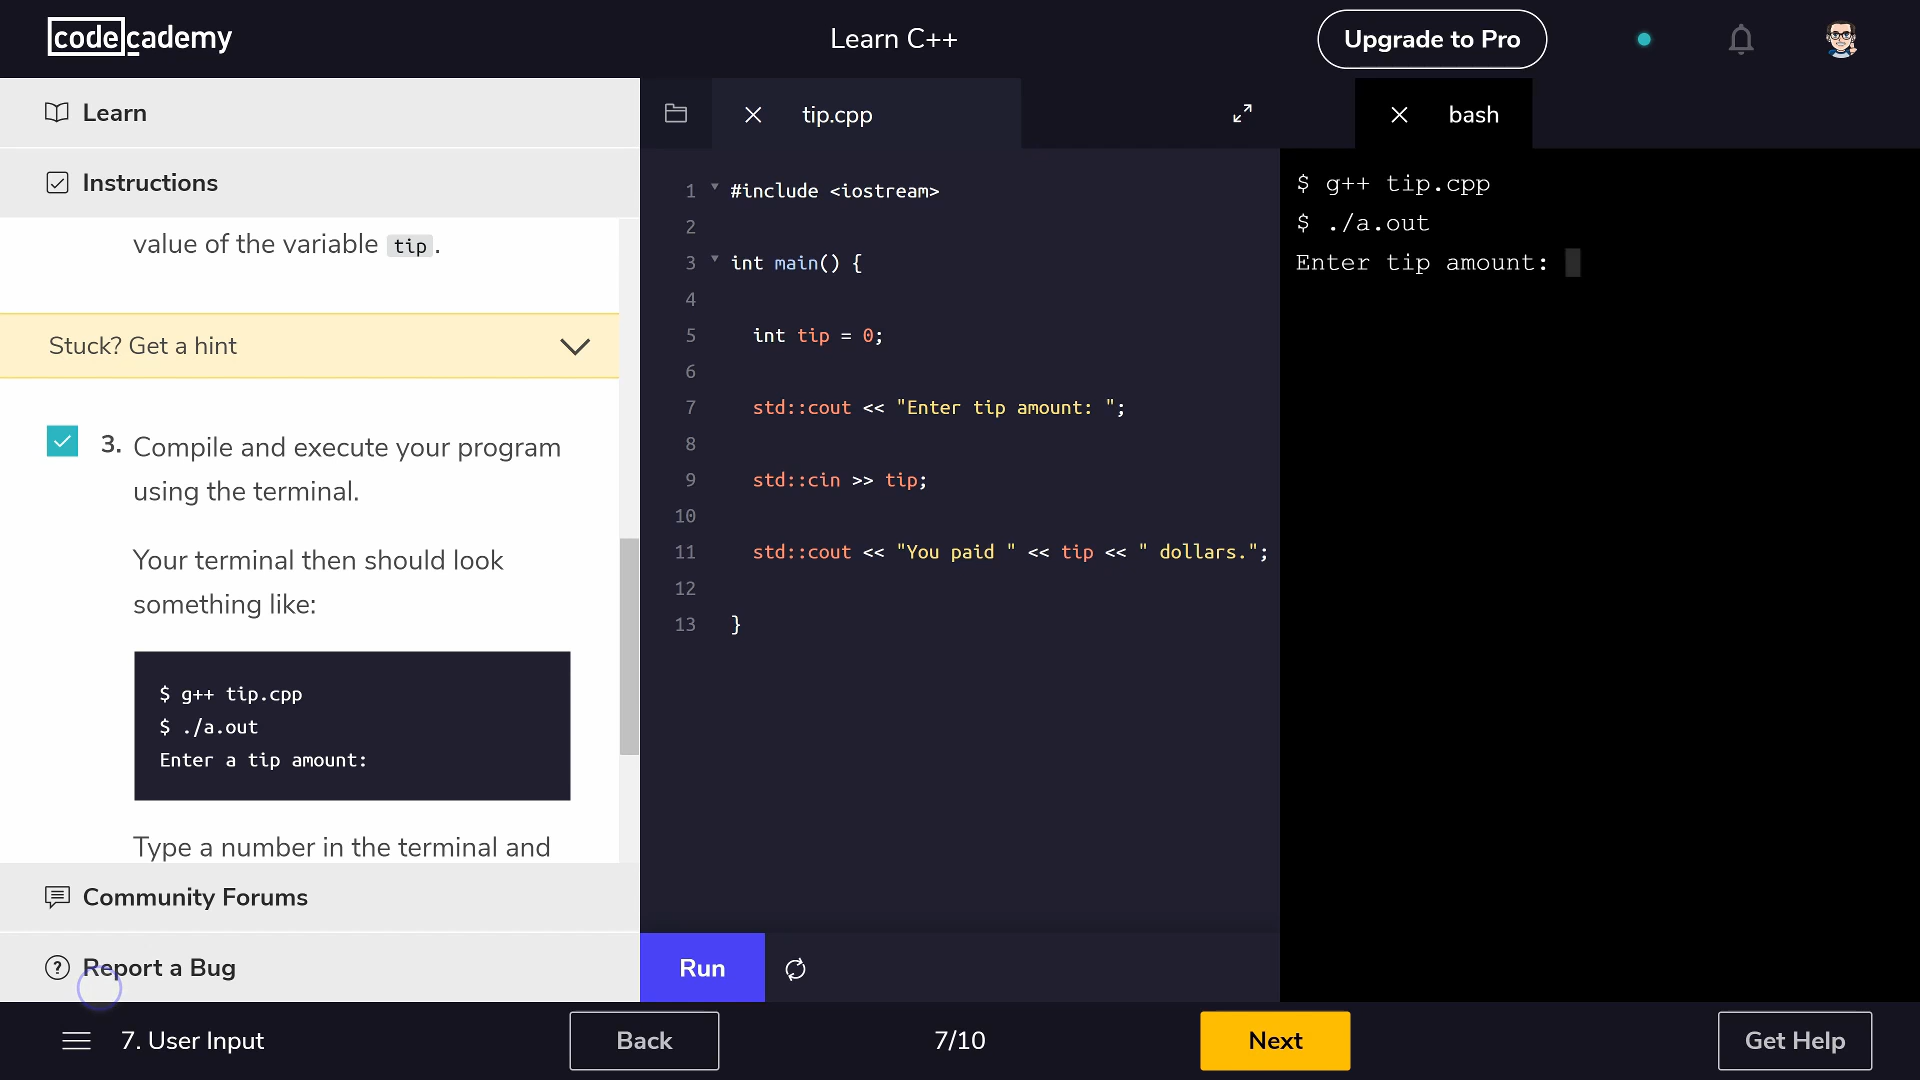 codecademy
Learn C++
Upgrade to Pro
Learn
Instructions
value of the variable tip.
Stuck? Get a hint
3. Compile and execute your program
using the terminal.
Your terminal then should look
something like:
$ g++ tip.cpp
$ ./a.out
Enter a tip amount:
Type a number in the terminal and
Community Forums
Report a Bug
tip.cpp
1 #include <iostream>
2
3 int main() {
4
5 int tip = 0;
6
7 std::cout << "Enter tip amount: ";
8
9 std::cin >> tip;
10
11 std::cout << "You paid " << tip << " dollars.";
12
13 }
Run
bash
$ g++ tip.cpp
$ ./a.out
Enter tip amount:
7. User Input
Back
7/10
Next
Get Help